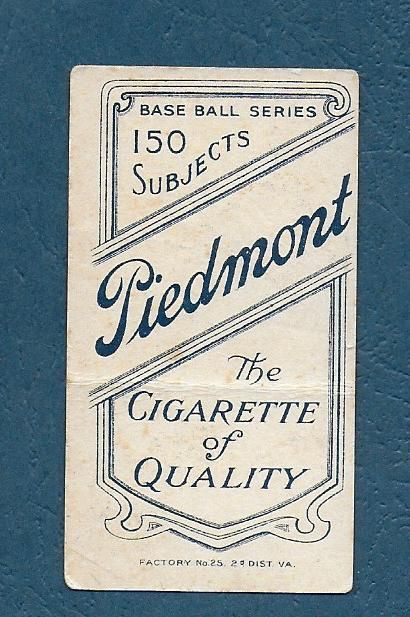 BASE BALL SERIES
150
SUBJECTS
Piedmont
The
CIGARETTE
of
QUALITY
FACTORY No. 25. 2d DIST. VA.